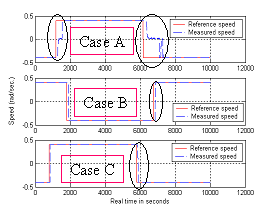 0.5
Case A
Reference speed
Measured speed
0
-0.5
0 2000 4000 6000 8000 10000 12000
Speed (rad/sec.)
0.5
Case B
0
Reference speed
Measured speed
-0.5
0 2000 4000 6000 8000 10000 12000
0.5
Reference speed
Measured speed
0
Case C
-0.5
0 2000 4000 6000 8000 10000 12000
Real time in seconds